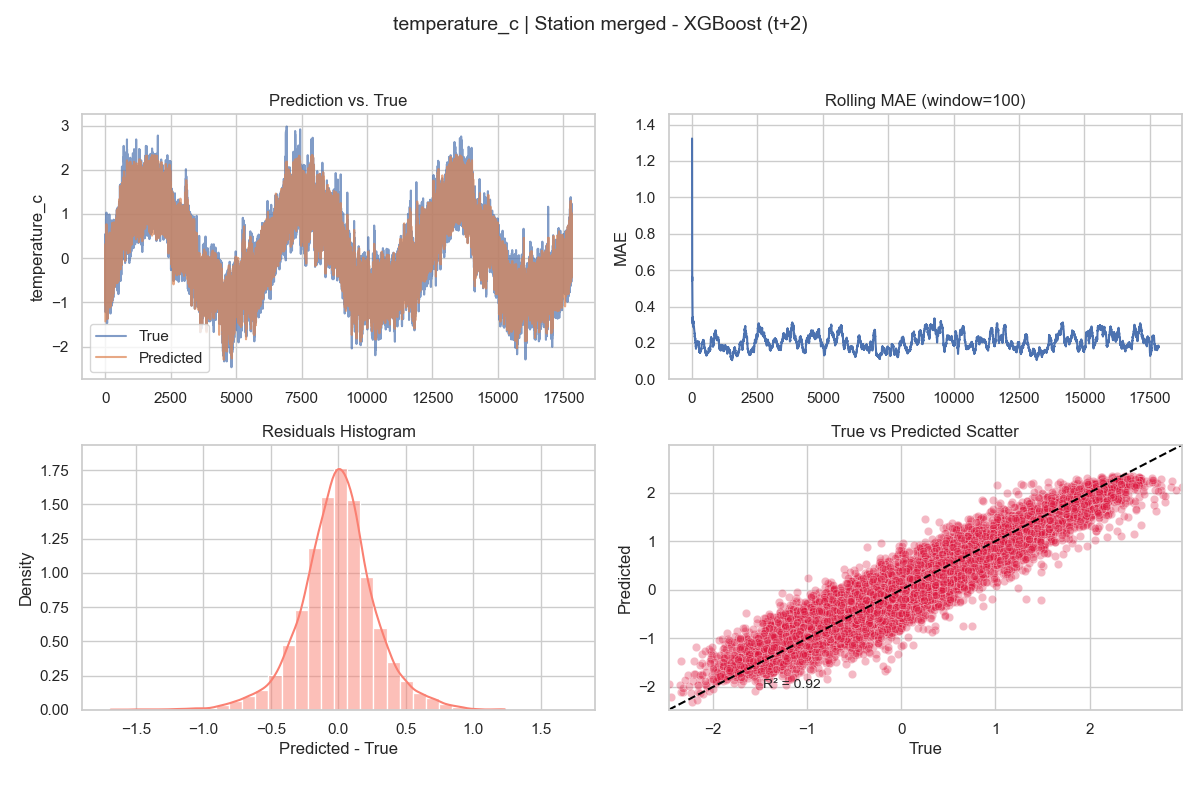 temperature_c | Station merged - XGBoost (t+2)
Prediction vs. True
3
2
1
0
−1
−2
temperature_c
True
Predicted
0 2500 5000 7500 10000 12500 15000 17500
Rolling MAE (window=100)
1.4
1.2
1.0
0.8
0.6
0.4
0.2
0.0
MAE
0 2500 5000 7500 10000 12500 15000 17500
Residuals Histogram
1.75
1.50
1.25
1.00
0.75
0.50
0.25
0.00
Density
−1.5 −1.0 −0.5 0.0 0.5 1.0 1.5
Predicted - True
True vs Predicted Scatter
2
1
0
−1
−2
Predicted
R² = 0.92
−2 −1 0 1 2
True